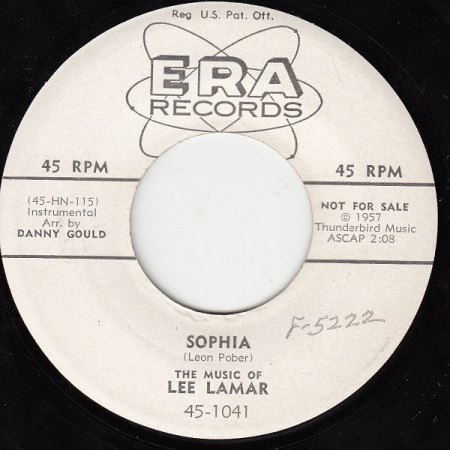 Reg U.S. Pat. Off.
ERA
RECORDS
45 RPM
45 RPM
(45-HN-115)
Instrumental
Arr. by
DANNY GOULD
NOT FOR SALE
© 1957
Thunderbird Music
ASCAP 2:08
F-5222
SOPHIA
(Leon Pober)
THE MUSIC OF
LEE LAMAR
45-1041